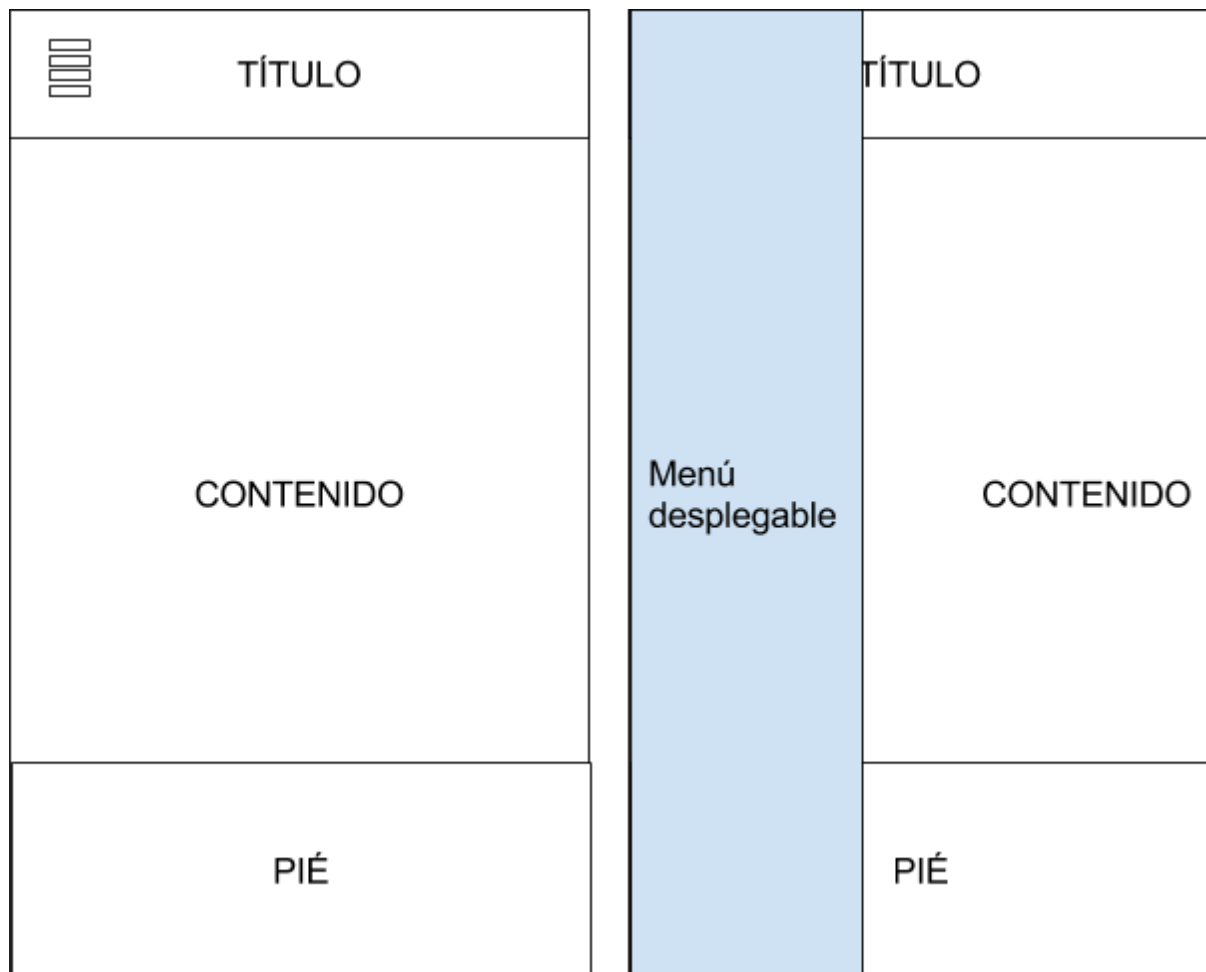 TÍTULO
CONTENIDO
PIÉ
TÍTULO
Menú
desplegable
CONTENIDO
PIÉ